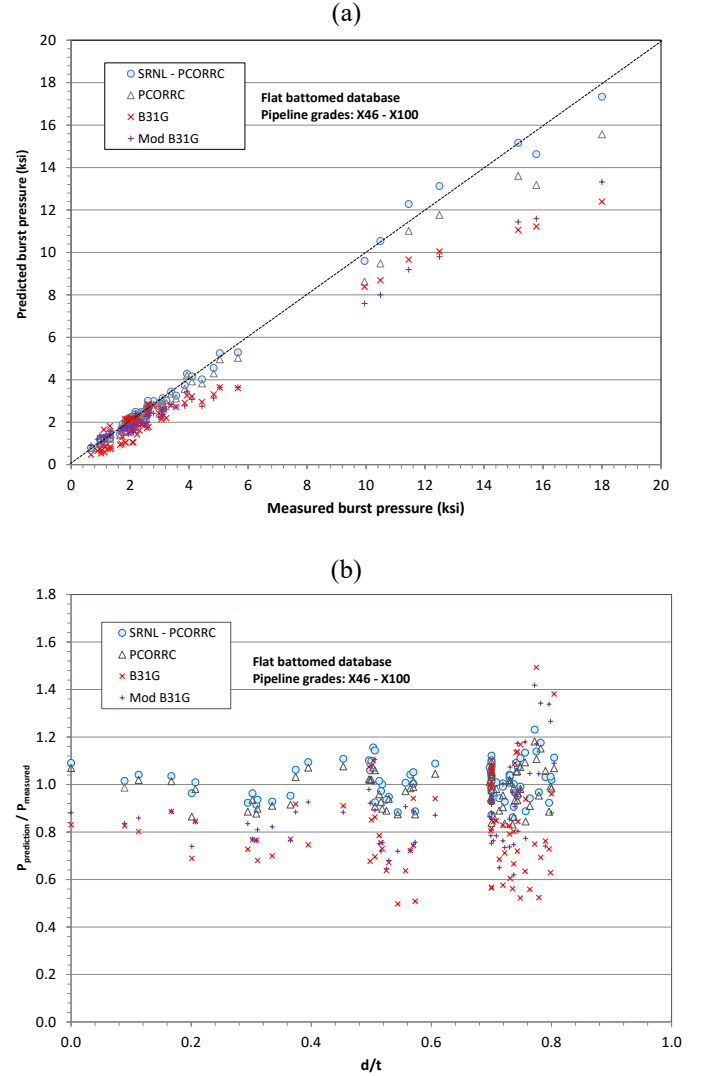 (a)
20
18
16
14
12
10
8
6
4
2
0
Predicted burst pressure (ksi)
SRNL - PCORRC
PCORRC
B31G
Mod B31G
Flat battomed database
Pipeline grades: X46 - X100
0 2 4 6 8 10 12 14 16 18 20
Measured burst pressure (ksi)
(b)
1.8
1.6
1.4
1.2
1.0
0.8
0.6
0.4
0.2
0.0
Pprediction / Pmeasured
SRNL - PCORRC
PCORRC
B31G
Mod B31G
Flat battomed database
Pipeline grades: X46 - X100
0.0 0.2 0.4 0.6 0.8 1.0
d/t